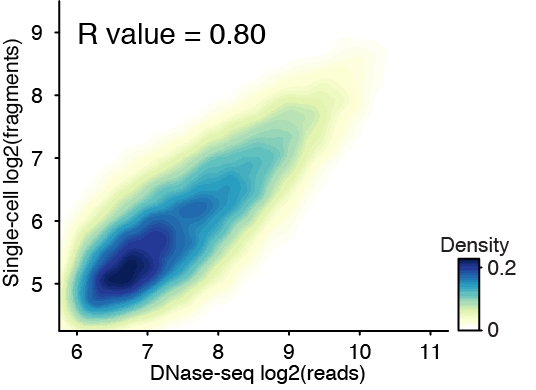 R value = 0.80
Single-cell log2(fragments)
9
8
7
6
5
6 7 8 9 10 11
DNase-seq log2(reads)
Density
0.2
0